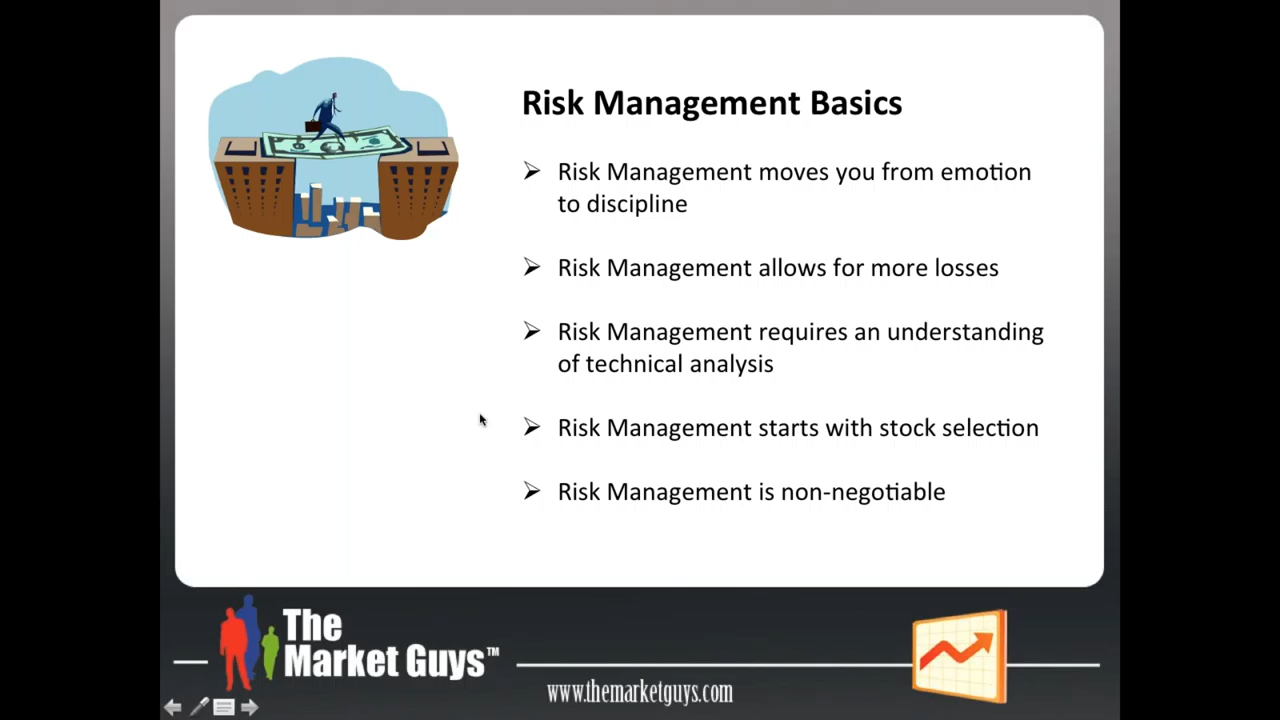 Risk Management Basics
Risk Management moves you from emotion
to discipline
Risk Management allows for more losses
Risk Management requires an understanding
of technical analysis
Risk Management starts with stock selection
Risk Management is non-negotiable
The
Market Guys™
www.themarketguys.com